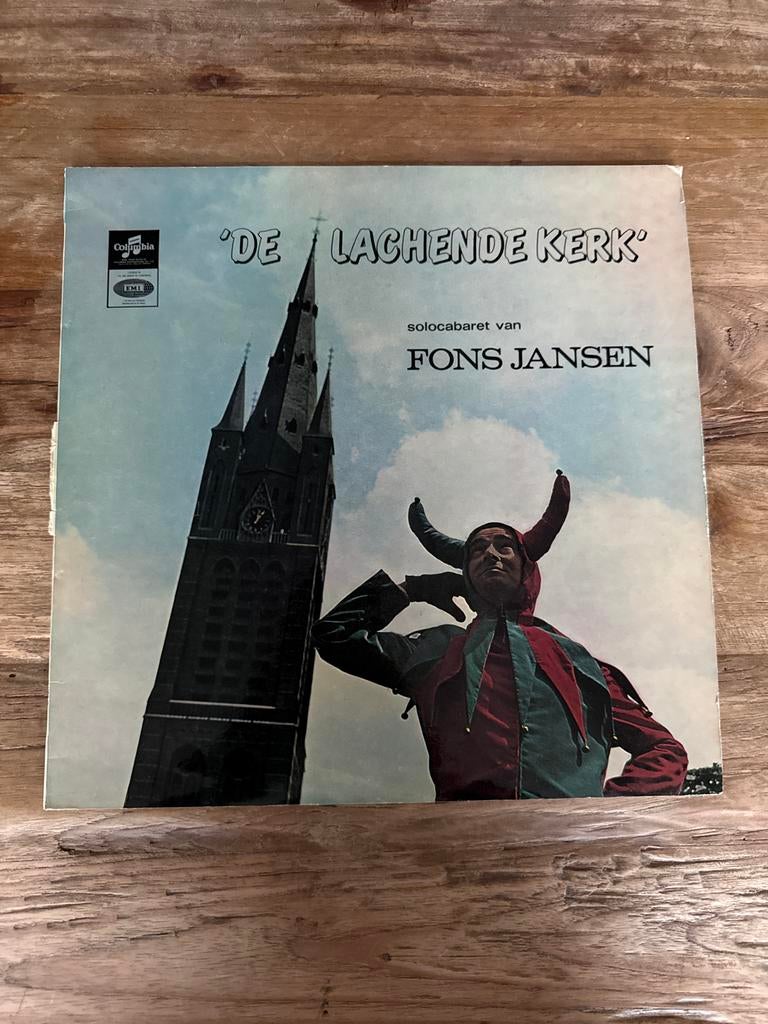 Columbia
EMI
'DE LACHENDE KERK'
solocabaret van
FONS JANSEN